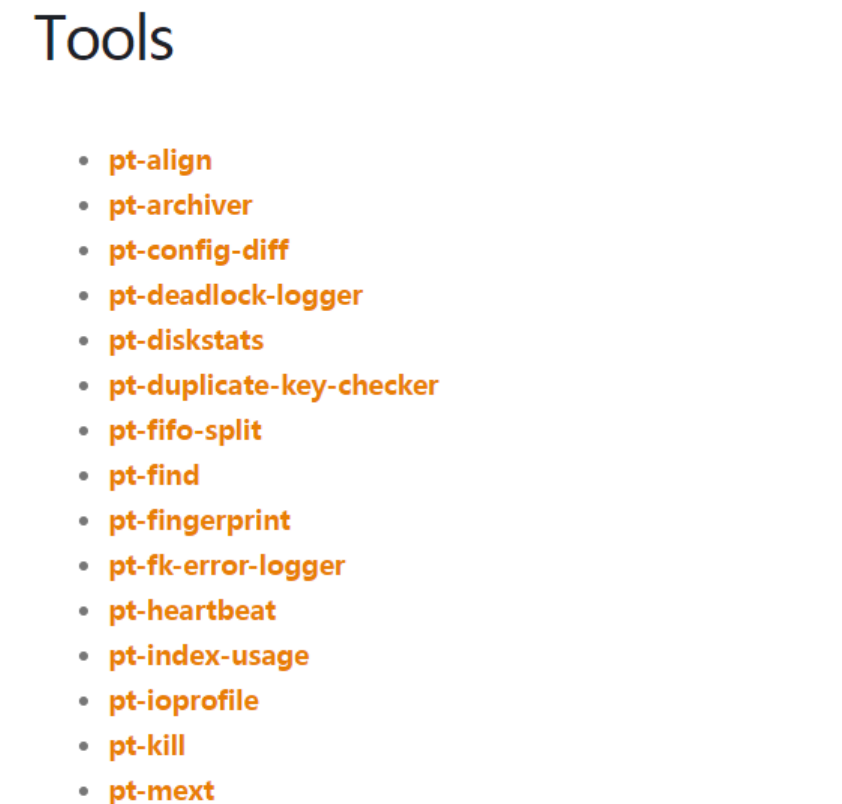 Tools
pt-align
pt-archiver
pt-config-diff
pt-deadlock-logger
pt-diskstats
pt-duplicate-key-checker
pt-fifo-split
pt-find
pt-fingerprint
pt-fk-error-logger
pt-heartbeat
pt-index-usage
pt-ioprofile
pt-kill
pt-mext